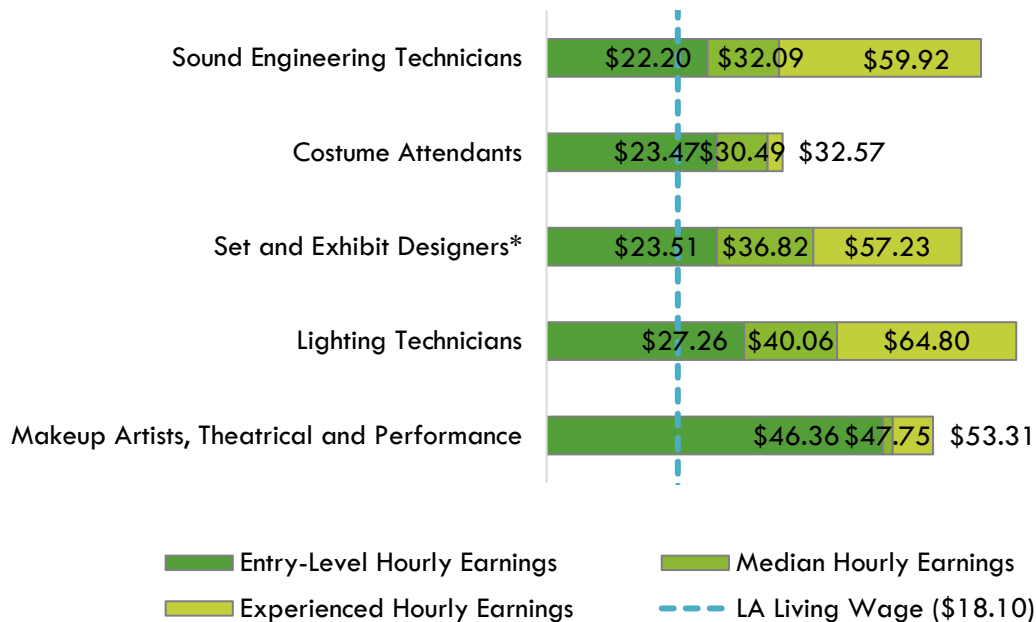 Sound Engineering Technicians $22.20 $32.09 $59.92
Costume Attendants $23.47 $30.49 $32.57
Set and Exhibit Designers* $23.51 $36.82 $57.23
Lighting Technicians $27.26 $40.06 $64.80
Makeup Artists, Theatrical and Performance $46.36 $47.75 $53.31
Entry-Level Hourly Earnings Median Hourly Earnings
Experienced Hourly Earnings LA Living Wage ($18.10)